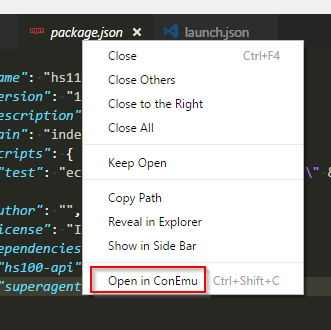 package.json × launch.json
Close Ctrl+F4
ame": "hs11
Close Others
ersion": "1
Close to the Right
escription"
Close All
ain": "inde
cripts": {
Keep Open
"test": "ec \" &
Copy Path
uthor": "",
Reveal in Explorer
icense": "I
Show in Side Bar
ependencies
"hs100-api"
Open in ConEmu Ctrl+Shift+C
"superagent